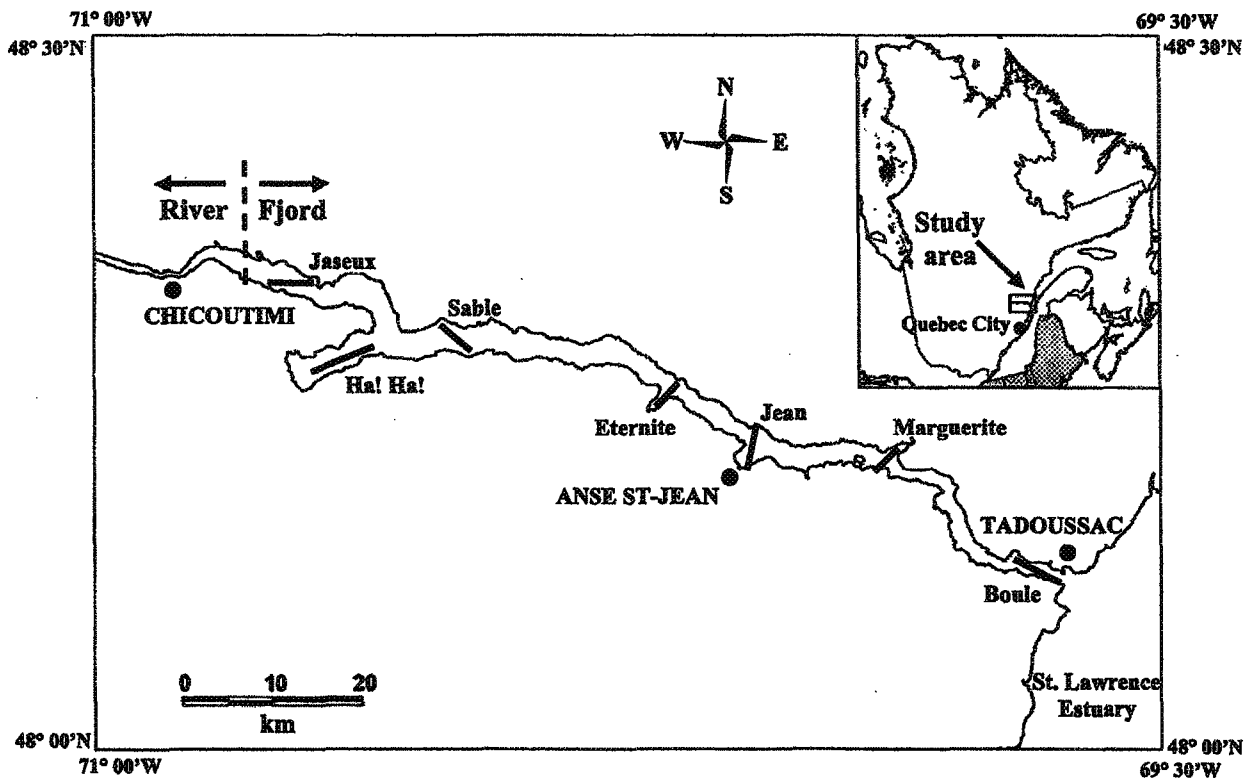 71° 00'W
69° 30'W
48° 30'N
48° 30'N
N
W
E
S
River
Fjord
Study
area
Jaseux
CHICOUTIMI
Sable
Quebec City
Ha! Ha!
Eternite
Jean
Marguerite
ANSE ST-JEAN
TADOUSSAC
Boule
0 10 20
km
St. Lawrence
Estuary
48° 00'N
48° 00'N
71° 00'W
69° 30'W